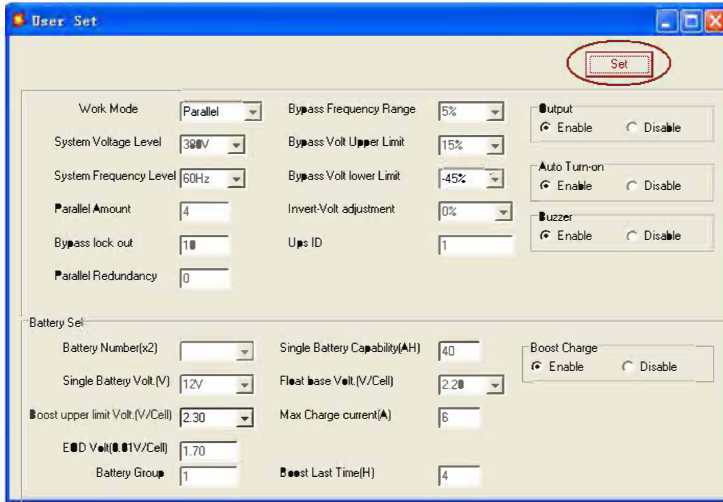 User Set
Set
Work Mode Parallel Bypass Frequency Range 5% Output
Enable Disable
System Voltage Level 380V Bypass Volt Upper Limit 15%
Auto Turn-on
System Frequency Level 60Hz Bypass Volt lower Limit -45% Enable Disable
Parallel Amount 4 Invert-Volt adjustment 0% Buzzer
Bypass lock out 10 Ups ID 1 Enable Disable
Parallel Redundancy 0
Battery Set
Battery Number(x2) Single Battery Capability(AH) 40 Boost Charge
Enable Disable
Single Battery Volt.(V) 12V Float base Volt.(V/Cell) 2.20
Boost upper limit Volt.(V/Cell) 2.30 Max Charge current(A) 6
EOD Volt(0.01V/Cell) 1.70
Battery Group 1 Boost Last Time(H) 4